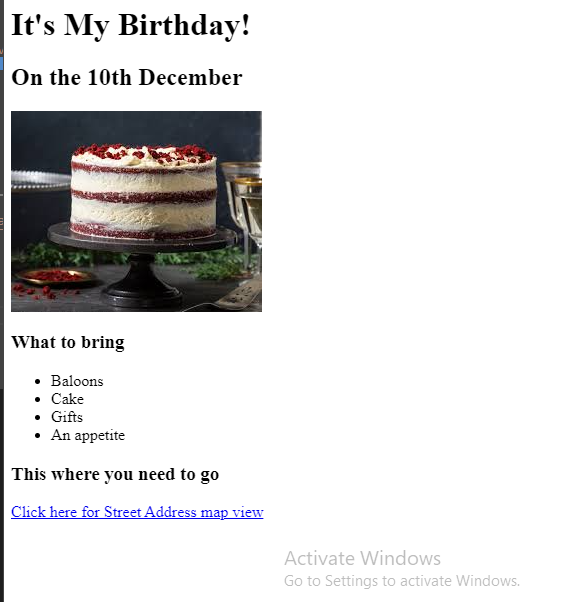 It's My Birthday!
On the 10th December
What to bring
Baloons
Cake
Gifts
An appetite
This where you need to go
Click here for Street Address map view
Activate Windows
Go to Settings to activate Windows.